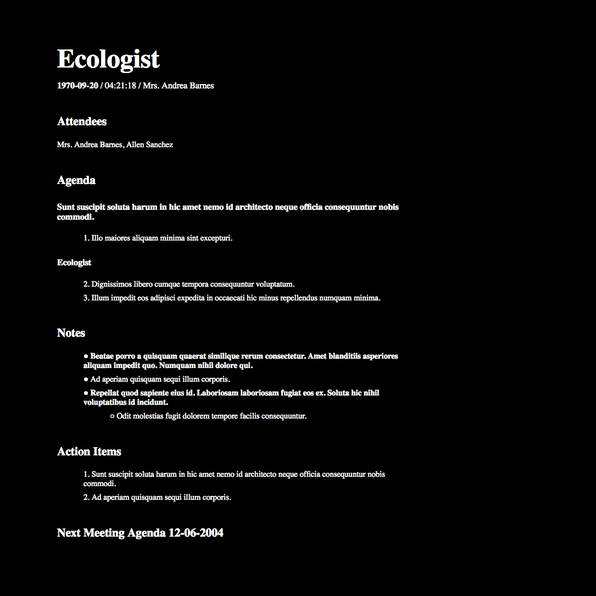 Ecologist
1970-09-20 / 04:21:18 / Mrs. Andrea Barnes
Attendees
Mrs. Andrea Barnes, Allen Sanchez
Agenda
Sunt suscipit soluta harum in hic amet nemo id architecto neque officia consequuntur nobis
commodi.
1. Illo maiores aliquam minima sint excepturi.
Ecologist
2. Dignissimos libero cumque tempora consequuntur voluptatum.
3. Illum impedit eos adipisci expedita in occaecati hic minus repellendus numquam minima.
Notes
● Beatae porro a quisquam quaerat similique rerum consectetur. Amet blanditiis asperiores
aliquam impedit quo. Numquam nihil dolore qui.
● Ad aperiam quisquam sequi illum corporis.
● Repellat quod sapiente eius id. Laboriosam laboriosam fugiat eos ex. Soluta hic nihil
voluptatibus id incidunt.
○ Odit molestias fugit dolorem tempore facilis consequuntur.
Action Items
1. Sunt suscipit soluta harum in hic amet nemo id architecto neque officia consequuntur nobis
commodi.
2. Ad aperiam quisquam sequi illum corporis.
Next Meeting Agenda 12-06-2004